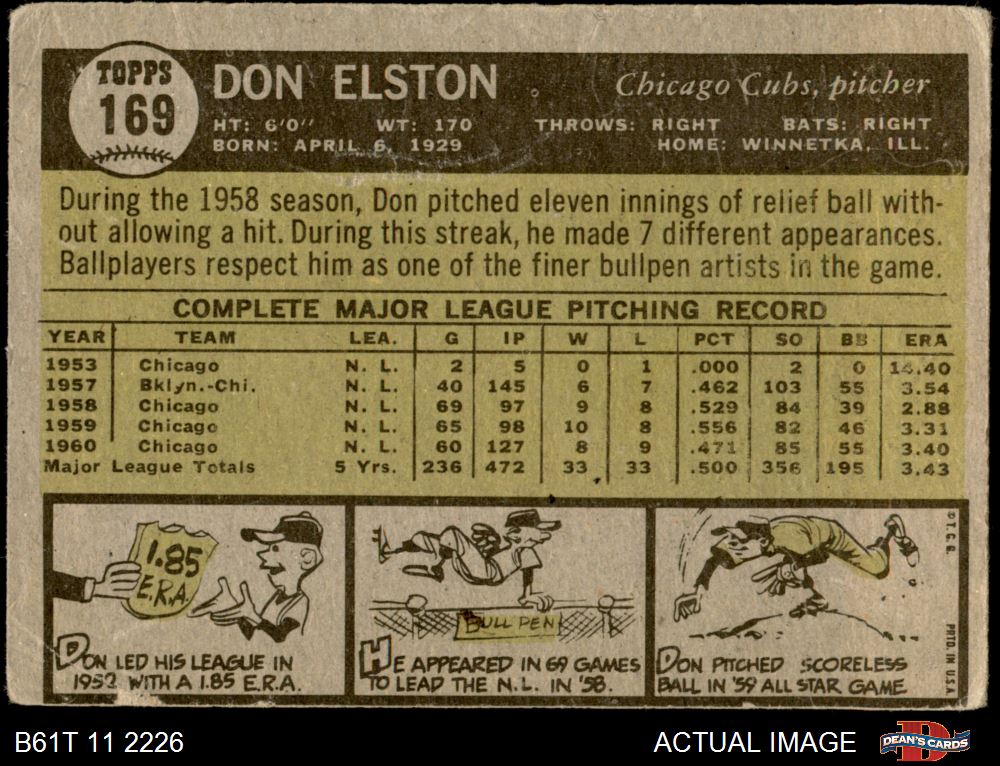 TOPPS
169
DON ELSTON
Chicago Cubs, pitcher
HT: 6'0" WT: 170 THROWS: RIGHT BATS: RIGHT
BORN: APRIL 6, 1929 HOME: WINNETKA, ILL.
During the 1958 season, Don pitched eleven innings of relief ball with-
out allowing a hit. During this streak, he made 7 different appearances.
Ballplayers respect him as one of the finer bullpen artists in the game.
COMPLETE MAJOR LEAGUE PITCHING RECORD
YEAR TEAM LEA. G IP W L PCT SO BB ERA
1953 Chicago N. L. 2 5 0 1 .000 2 0 14.40
1957 Bklyn.-Chi. N. L. 40 145 6 7 .462 103 55 3.54
1958 Chicago N. L. 69 97 9 8 .529 84 39 2.88
1959 Chicago N. L. 65 98 10 8 .556 82 46 3.31
1960 Chicago N. L. 60 127 8 9 .471 85 55 3.40
Major League Totals 5 Yrs. 236 472 33 33 .500 356 195 3.43
1.85
E.R.A.
DON LED HIS LEAGUE IN
1952 WITH A 1.85 E.R.A.
BULL PEN
HE APPEARED IN 69 GAMES
TO LEAD THE N.L. IN '58.
DON PITCHED SCORELESS
BALL IN '59 ALL STAR GAME
© T.C.G.
PRTD. IN U.S.A.
B61T 11 2226
ACTUAL IMAGE
D
DEAN'S CARDS